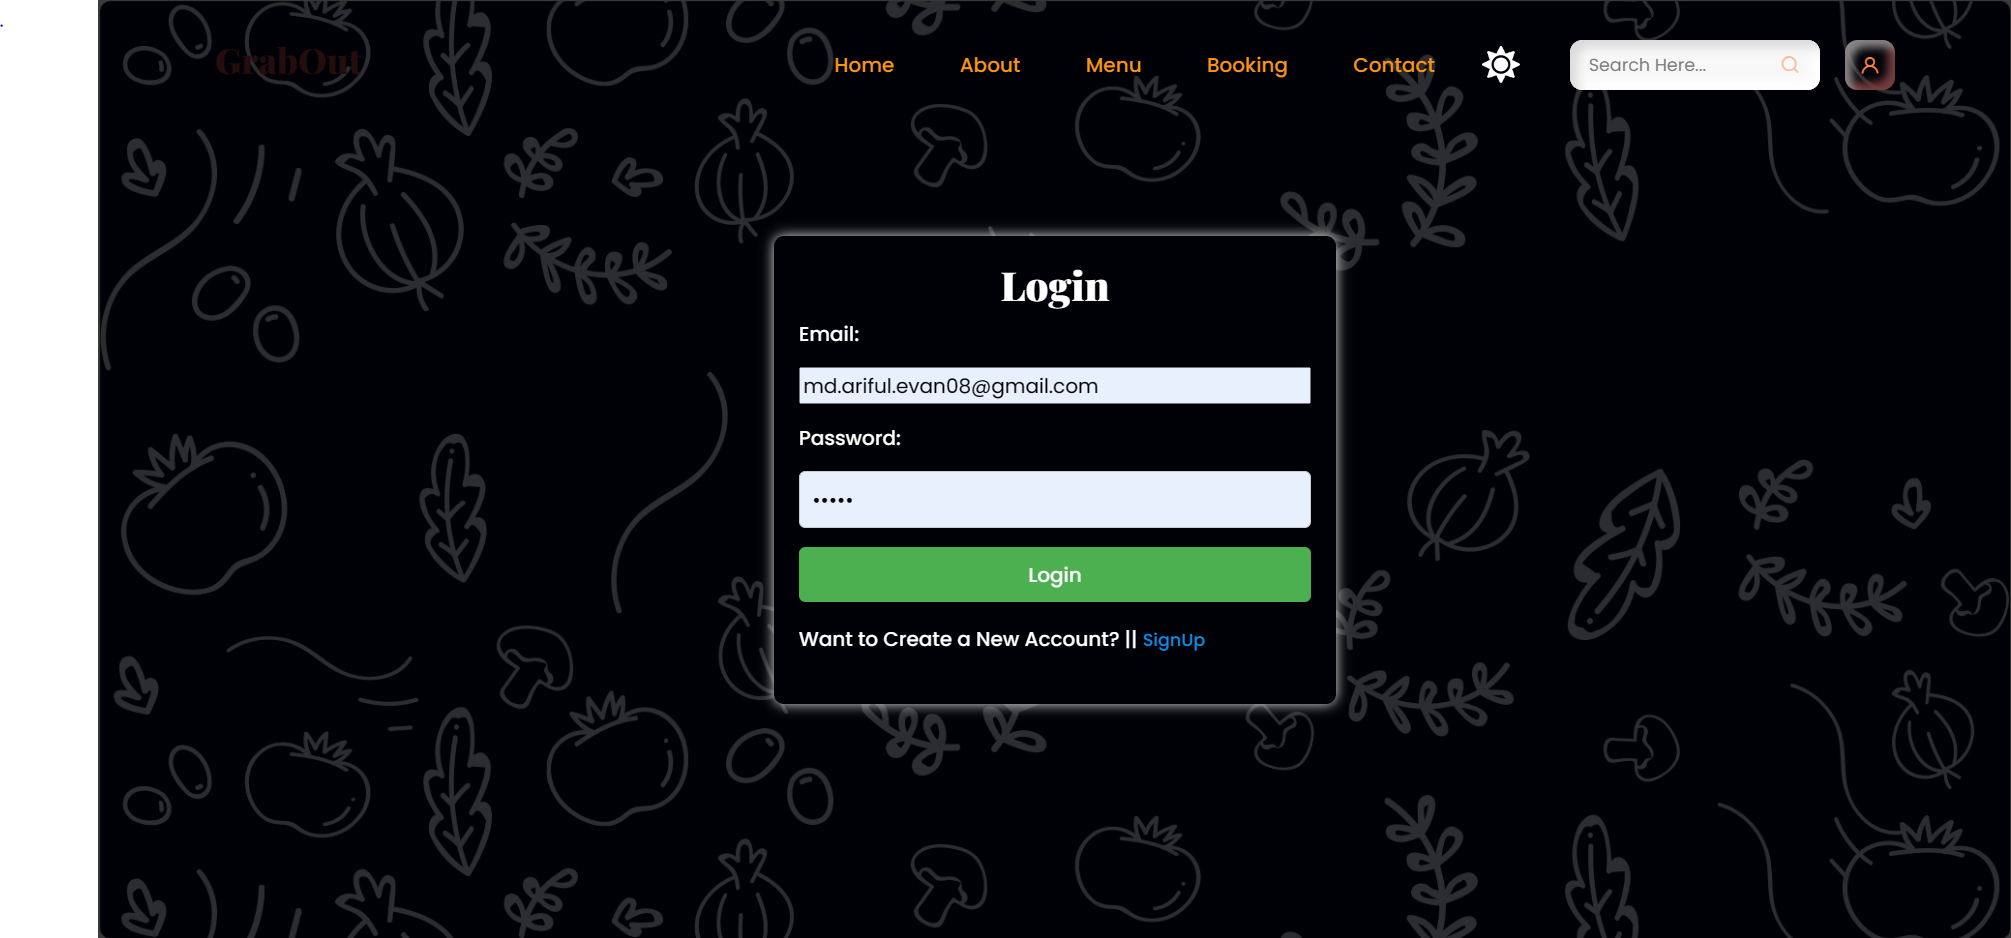 GrabOut
Home About Menu Booking Contact Search Here...
Login
Email:
md.ariful.evan08@gmail.com
Password:
•••••
Login
Want to Create a New Account? || SignUp